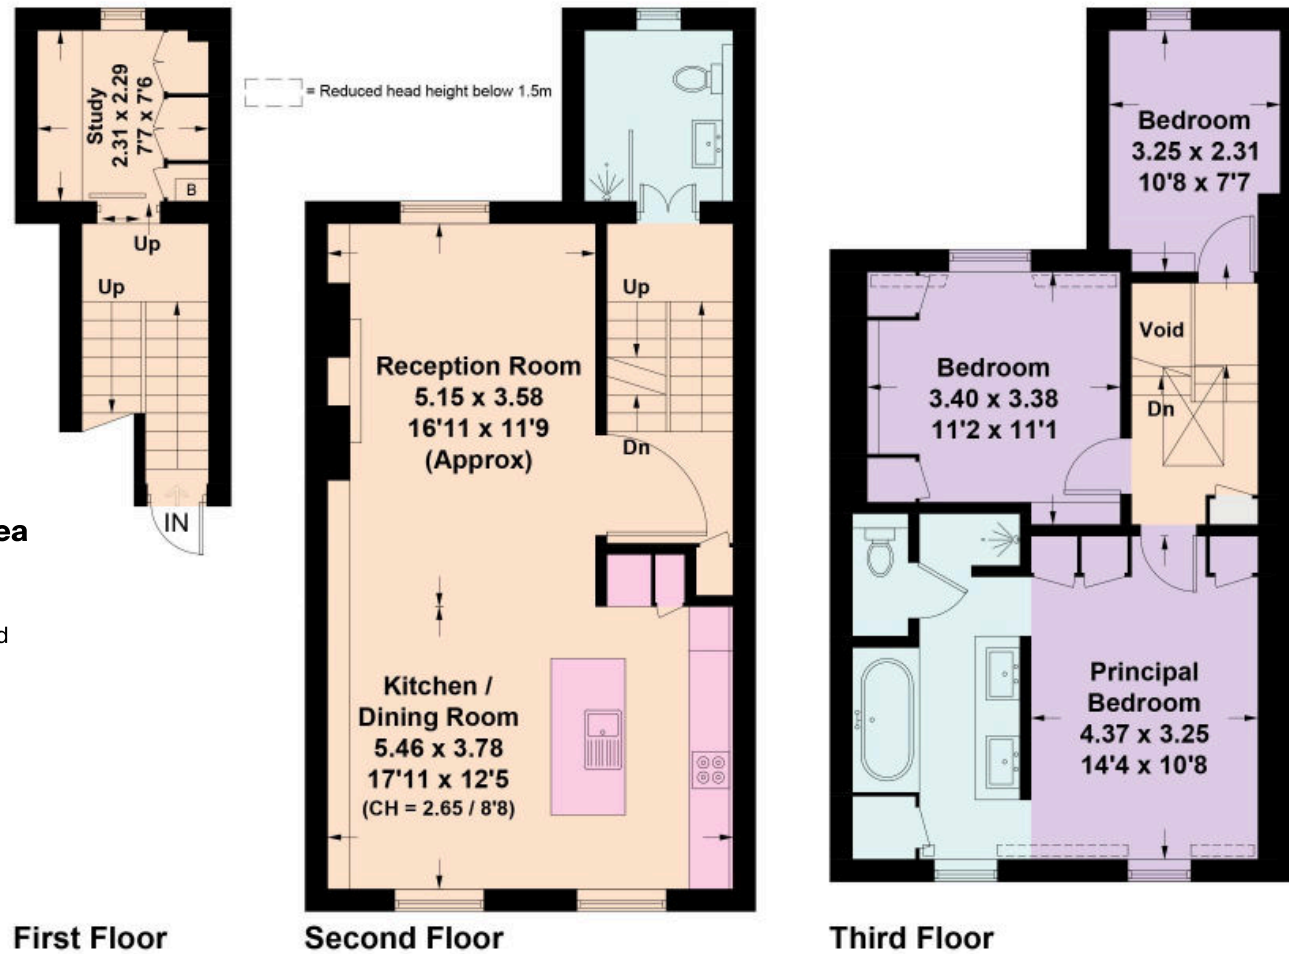 Study
2.31 x 2.29
7'7 x 7'6
B
Up
Up
IN
ea
d
First Floor
= Reduced head height below 1.5m
Up
Reception Room
5.15 x 3.58
16'11 x 11'9
(Approx)
Dn
Kitchen /
Dining Room
5.46 x 3.78
17'11 x 12'5
(CH = 2.65 / 8'8)
Second Floor
Bedroom
3.25 x 2.31
10'8 x 7'7
Void
Bedroom
3.40 x 3.38
11'2 x 11'1
Dn
Principal
Bedroom
4.37 x 3.25
14'4 x 10'8
Third Floor